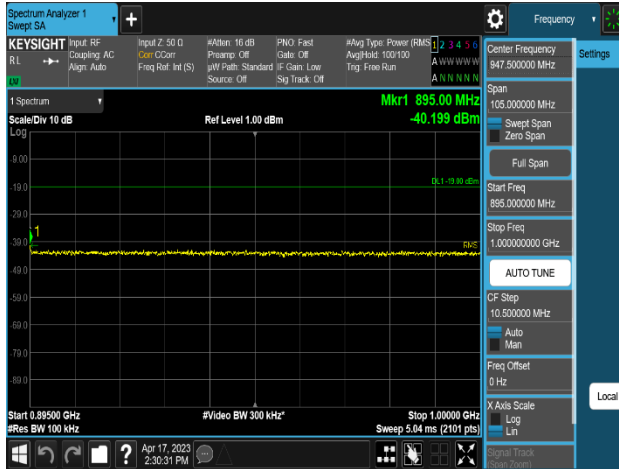 Spectrum Analyzer 1
Swept SA
Frequency
Settings
KEYSIGHT
RL
Input: RF
Coupling: AC
Align: Auto
Input Z: 50 Ω
Corr CCorr
Freq Ref: Int (S)
#Atten: 16 dB
Preamp: Off
µW Path: Standard
Source: Off
PNO: Fast
Gate: Off
IF Gain: Low
Sig Track: Off
#Avg Type: Power (RMS
Avg|Hold: 100/100
Trig: Free Run
1 2 3 4 5 6
A W W W W W
A N N N N N
1 Spectrum
Scale/Div 10 dB
Log
Ref Level 1.00 dBm
Mkr1 895.00 MHz
-40.199 dBm
-9.00
DL1 -19.00 dBm
-19.0
-29.0
1
-39.0
RMS
-49.0
-59.0
-69.0
-79.0
-89.0
Start 0.89500 GHz
#Res BW 100 kHz
#Video BW 300 kHz*
Stop 1.00000 GHz
Sweep 5.04 ms (2101 pts)
Apr 17, 2023
2:30:31 PM
Center Frequency
947.500000 MHz
Span
105.000000 MHz
Swept Span
Zero Span
Full Span
Start Freq
895.000000 MHz
Stop Freq
1.000000000 GHz
AUTO TUNE
CF Step
10.500000 MHz
Auto
Man
Freq Offset
0 Hz
X Axis Scale
Log
Lin
Signal Track
(Span Zoom)
Local